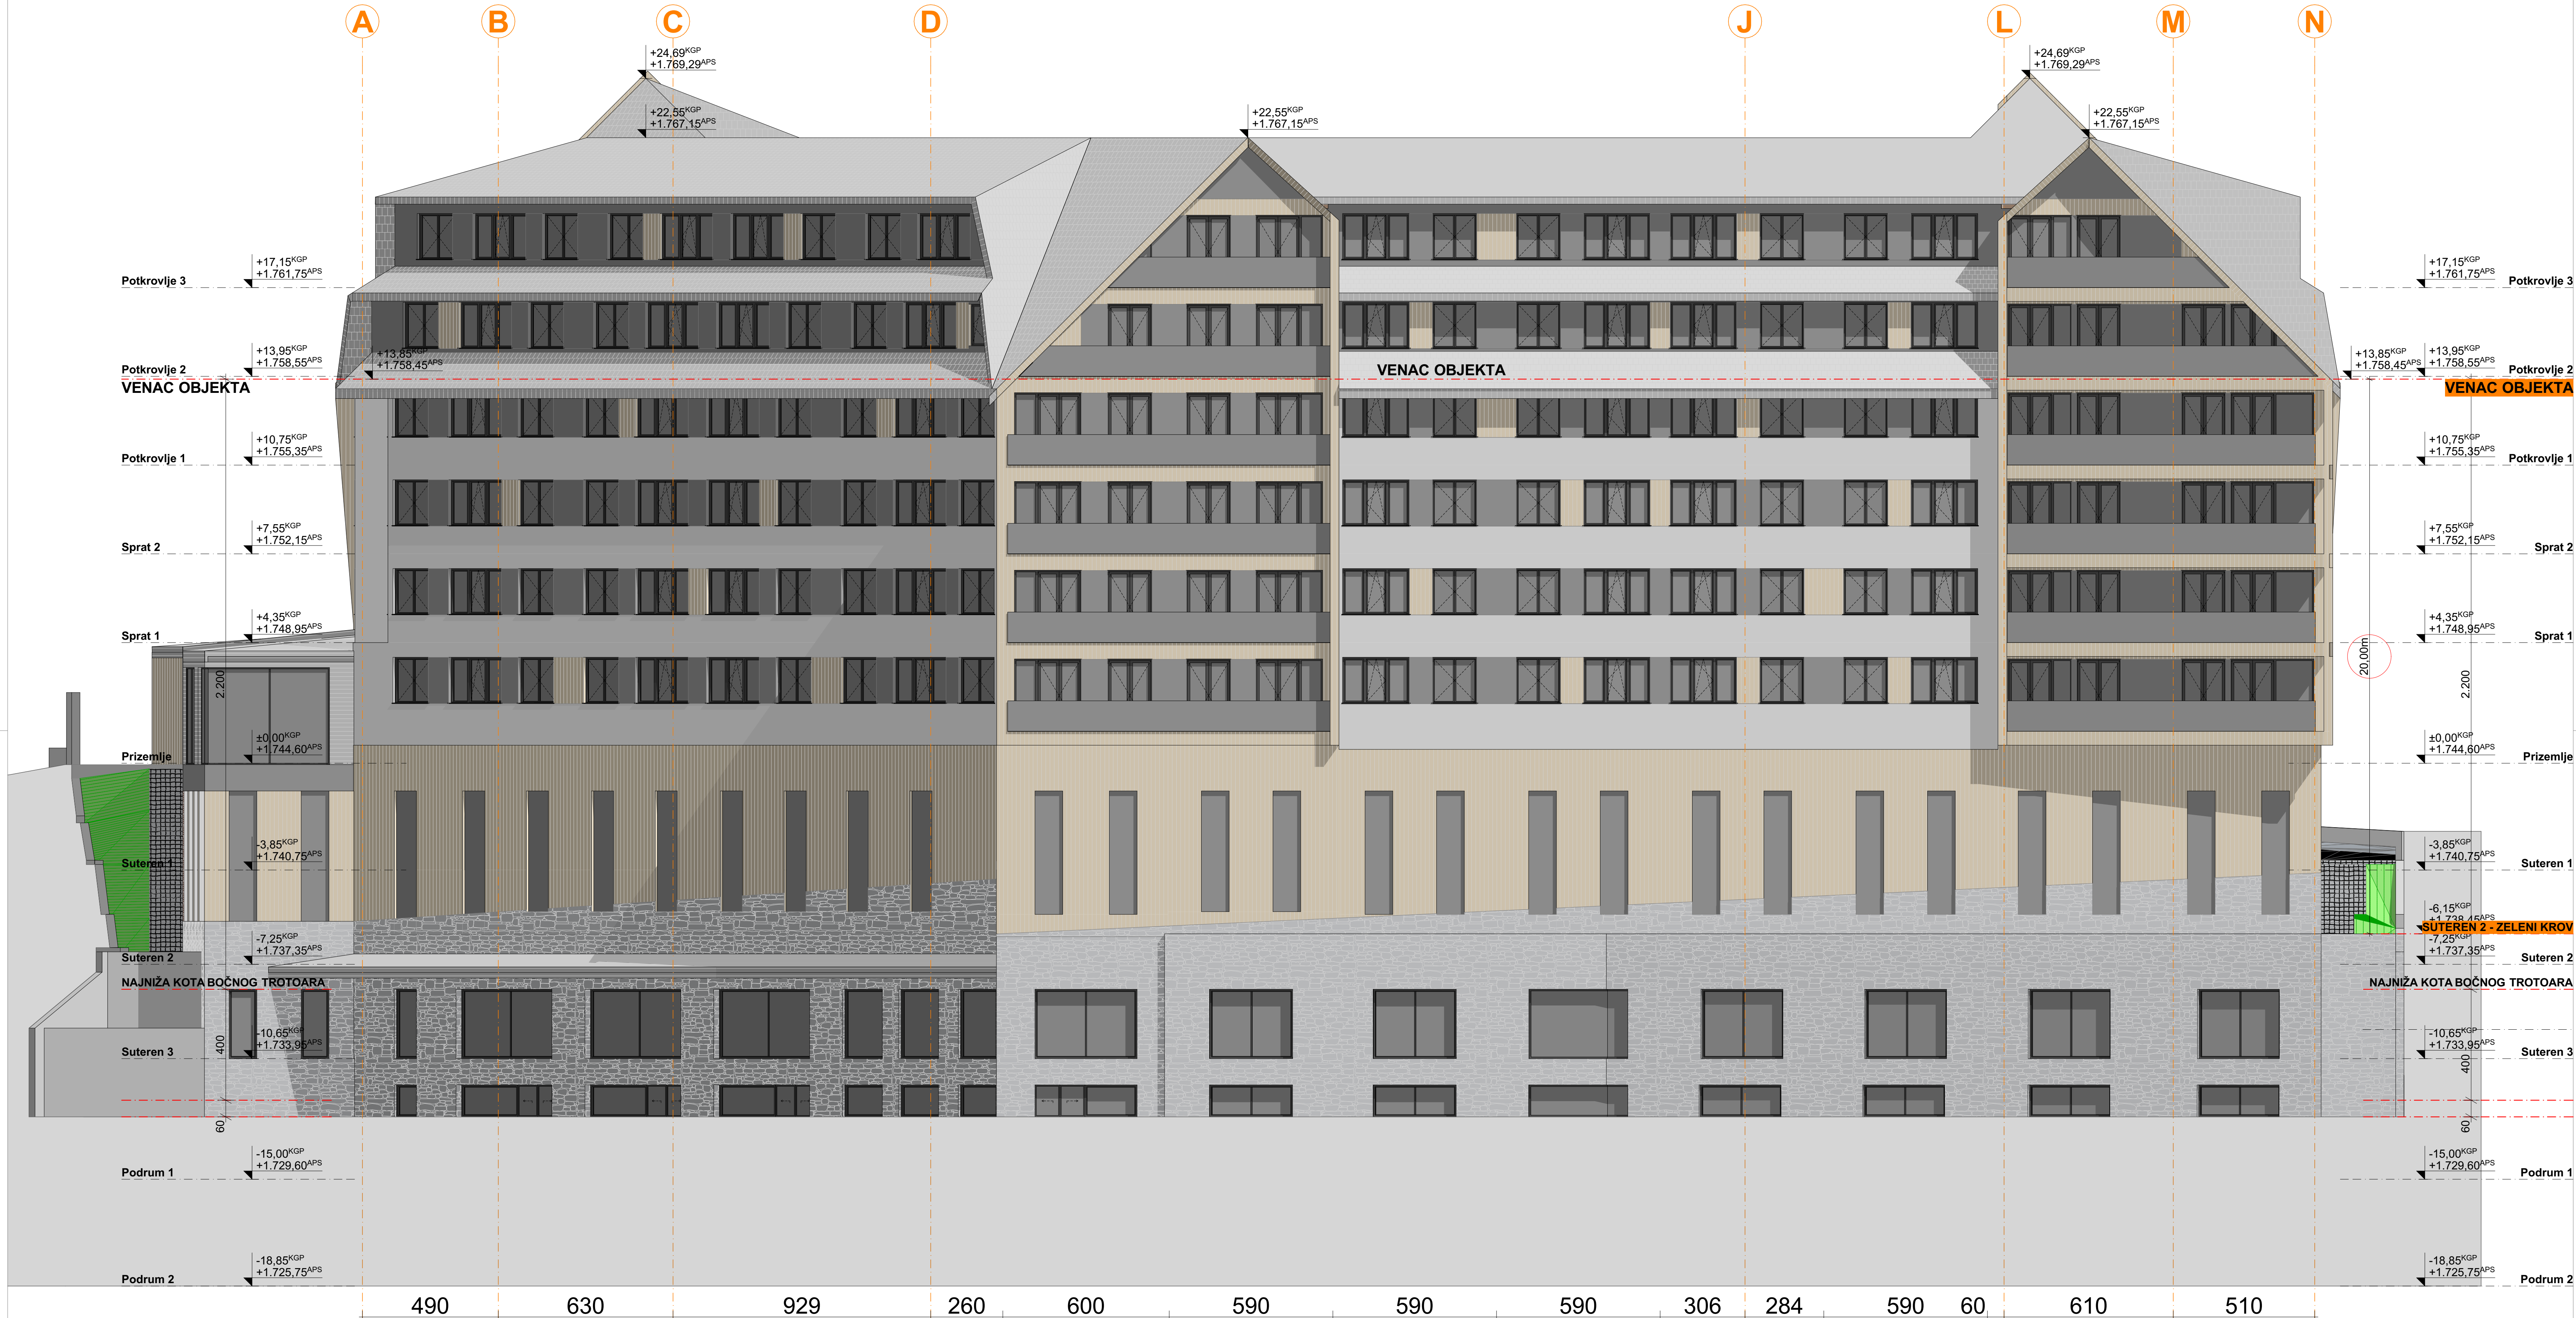 A B C D J L M N
+24,69KGP
+1.769,29APS
+24,69KGP
+1.769,29APS
+22,55KGP
+1.767,15APS
+22,55KGP
+1.767,15APS
+22,55KGP
+1.767,15APS
Potkrovlje 3
+17,15KGP
+1.761,75APS
+17,15KGP
+1.761,75APS
Potkrovlje 3
Potkrovlje 2
+13,95KGP
+1.758,55APS
+13,85KGP
+1.758,45APS
+13,85KGP
+1.758,45APS
+13,95KGP
+1.758,55APS
Potkrovlje 2
VENAC OBJEKTA
VENAC OBJEKTA
VENAC OBJEKTA
Potkrovlje 1
+10,75KGP
+1.755,35APS
+10,75KGP
+1.755,35APS
Potkrovlje 1
Sprat 2
+7,55KGP
+1.752,15APS
+7,55KGP
+1.752,15APS
Sprat 2
Sprat 1
+4,35KGP
+1.748,95APS
+4,35KGP
+1.748,95APS
Sprat 1
2.200
20,00m
2.200
Prizemlje
±0,00KGP
+1.744,60APS
±0,00KGP
+1.744,60APS
Prizemlje
Suteren 1
-3,85KGP
+1.740,75APS
-3,85KGP
+1.740,75APS
Suteren 1
-6,15KGP
+1.738,45APS
SUTEREN 2 - ZELENI KROV
Suteren 2
-7,25KGP
+1.737,35APS
-7,25KGP
+1.737,35APS
Suteren 2
NAJNIŽA KOTA BOČNOG TROTOARA
NAJNIŽA KOTA BOČNOG TROTOARA
Suteren 3
400
-10,65KGP
+1.733,95APS
-10,65KGP
+1.733,95APS
400
Suteren 3
60
60
Podrum 1
-15,00KGP
+1.729,60APS
-15,00KGP
+1.729,60APS
Podrum 1
Podrum 2
-18,85KGP
+1.725,75APS
-18,85KGP
+1.725,75APS
Podrum 2
490 630 929 260 600 590 590 590 306 284 590 60 610 510